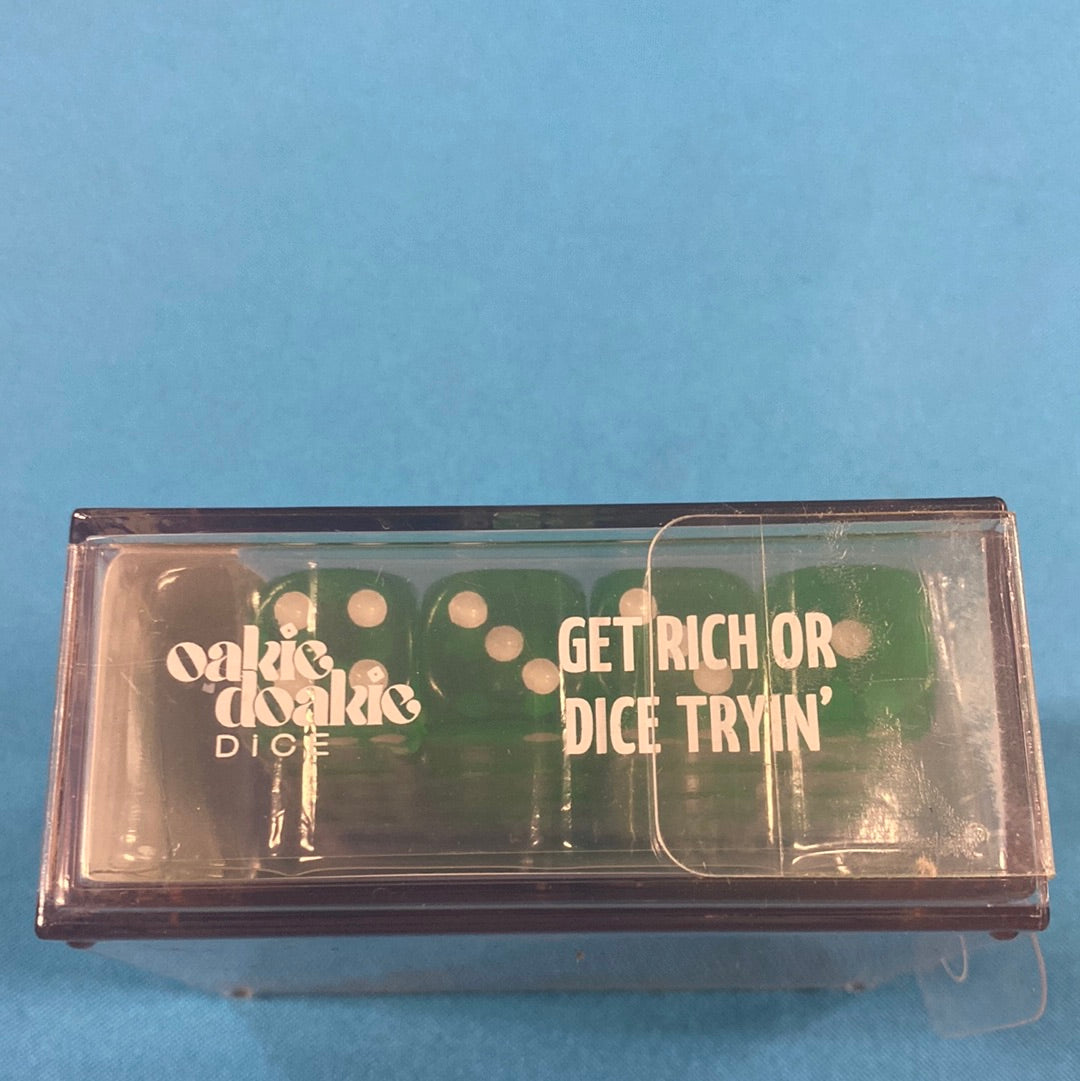 oakie
doakie
DiCE
GET RICH OR
DICE TRYIN'